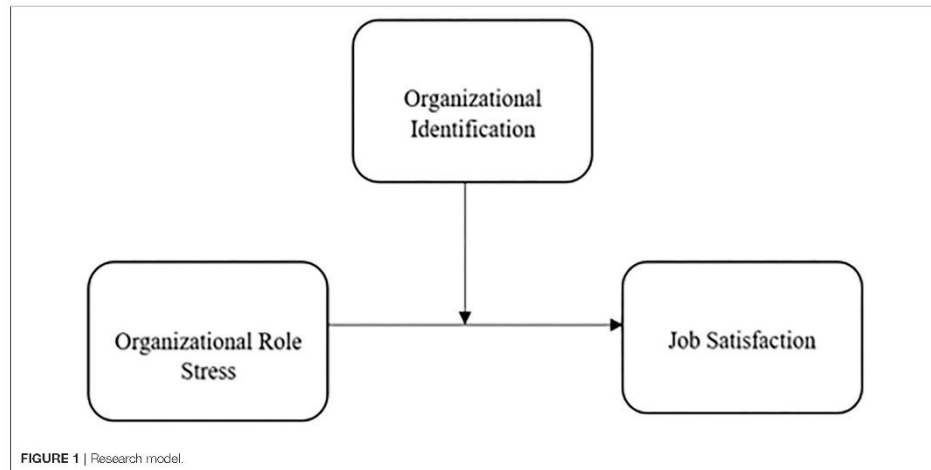 Organizational
Identification
Organizational Role
Stress
Job Satisfaction
FIGURE 1 | Research model.